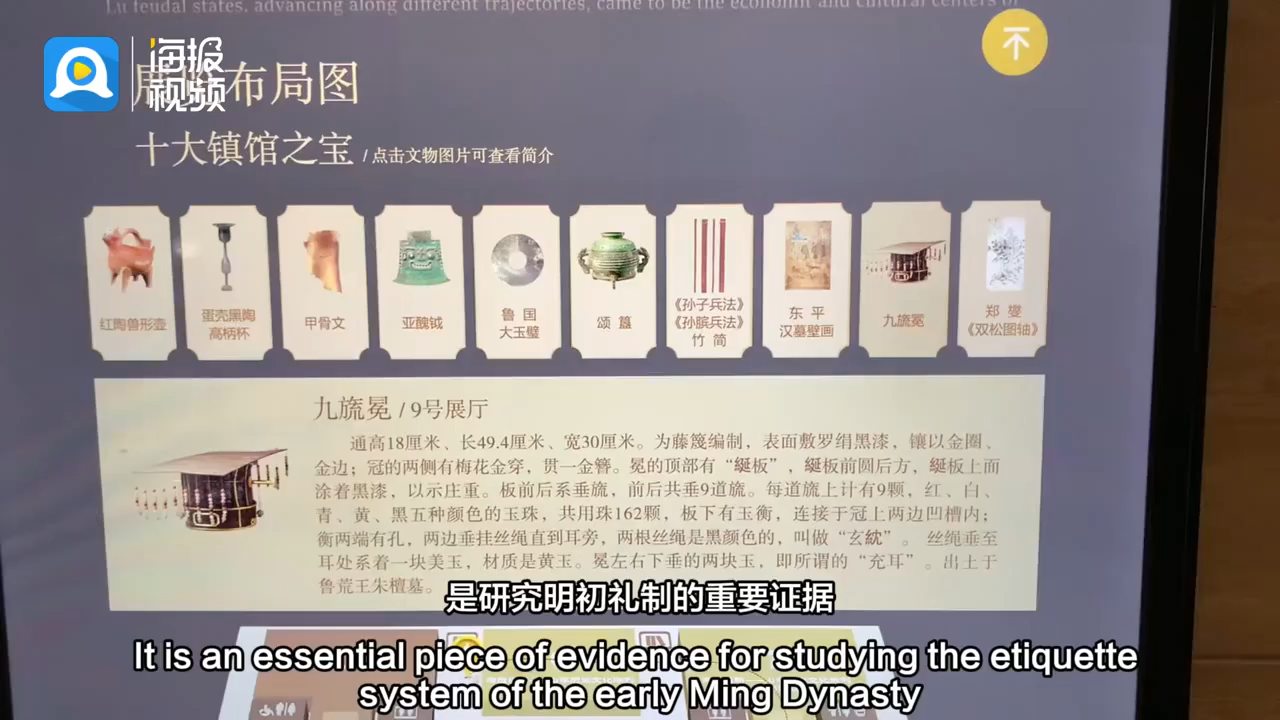 Lu feudal states, advancing along different trajectories, came to be the economic and cultural centers of
海报
视频
布局图
十大镇馆之宝 / 点击文物图片可查看简介
红陶兽形壶
蛋壳黑陶
高柄杯
甲骨文
亚醜钺
鲁 国
大玉璧
颂 簋
《孙子兵法》
《孙膑兵法》
竹 简
东 平
汉墓壁画
九旒冕
郑 燮
《双松图轴》
九旒冕 / 9号展厅
通高18厘米、长49.4厘米、宽30厘米。为藤篾编制，表面敷罗绢黑漆，镶以金圈、
金边；冠的两侧有梅花金穿，贯一金簪。冕的顶部有“綖板”，綖板前圆后方，綖板上面
涂着黑漆，以示庄重。板前后系垂旒，前后共垂9道旒。每道旒上计有9颗，红、白、
青、黄、黑五种颜色的玉珠，共用珠162颗，板下有玉衡，连接于冠上两边凹槽内；
衡两端有孔，两边垂挂丝绳直到耳旁，两根丝绳是黑颜色的，叫做“玄紞”。丝绳垂至
耳处系着一块美玉，材质是黄玉。冕左右下垂的两块玉，即所谓的“充耳”。出土于
鲁荒王朱檀墓。
是研究明初礼制的重要证据
It is an essential piece of evidence for studying the etiquette
system of the early Ming Dynasty